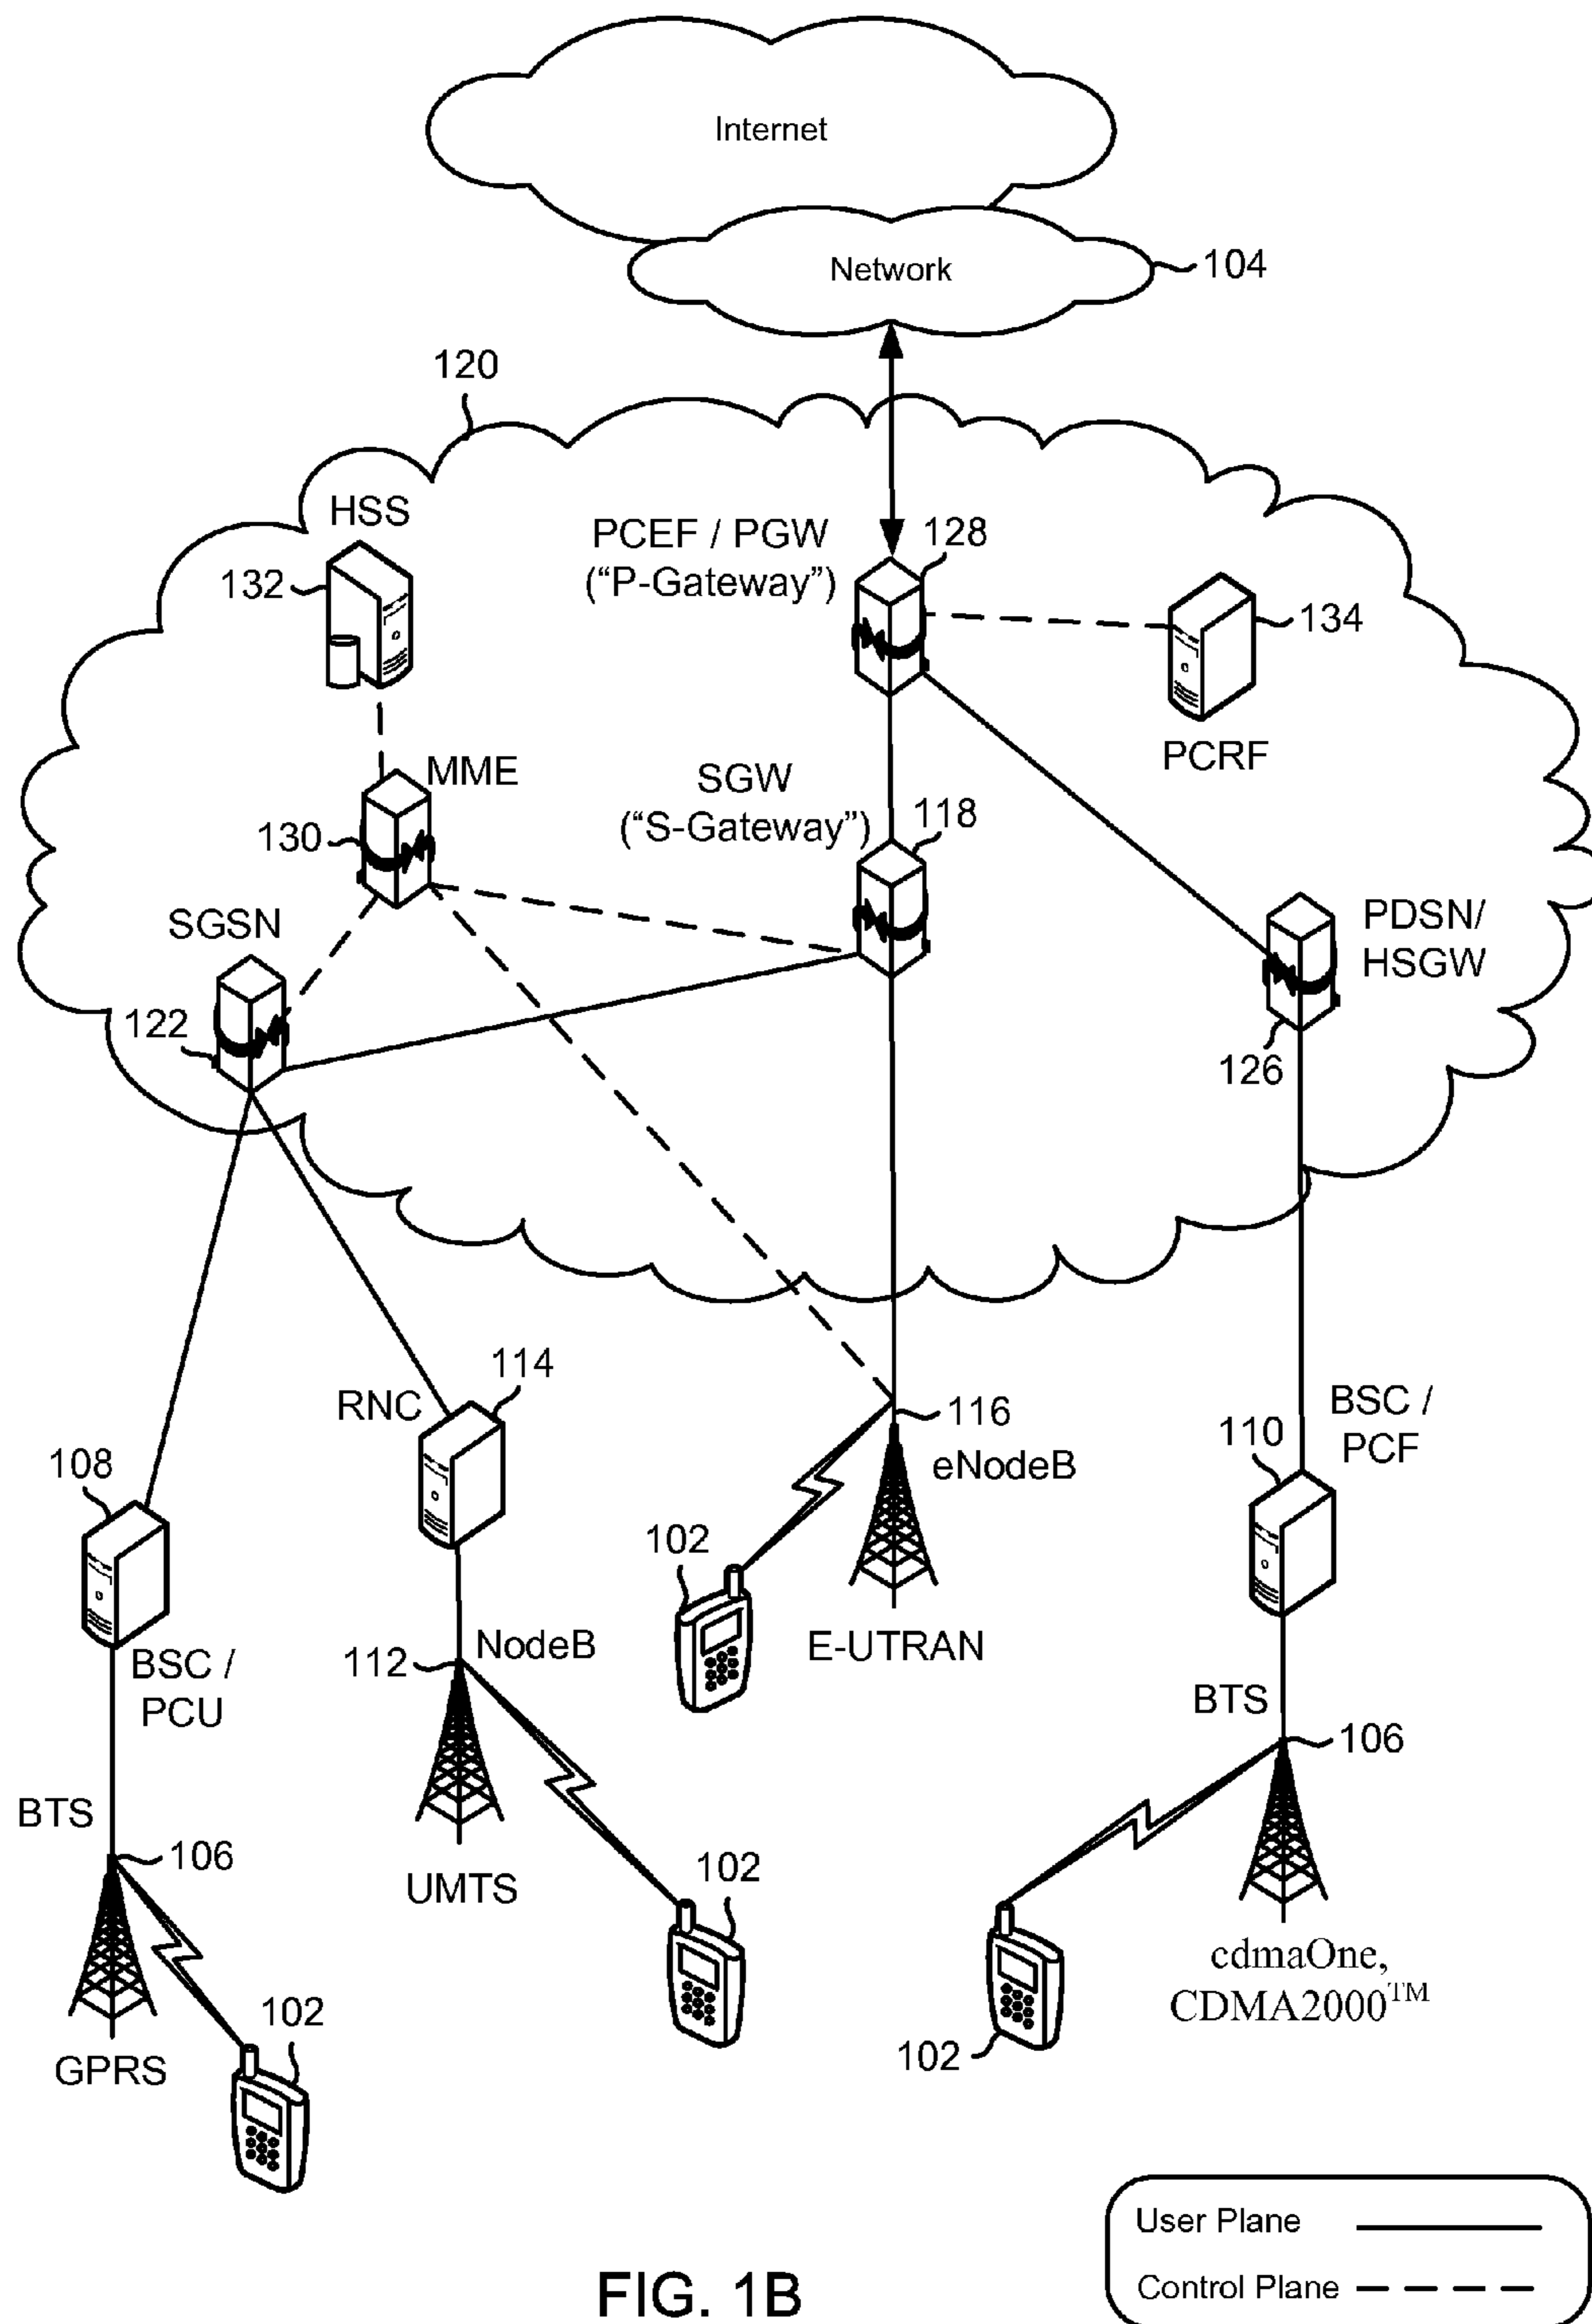 Internet
Network
104
120
HSS
132
PCEF / PGW
(“P-Gateway”)
128
134
PCRF
MME
130
SGW
(“S-Gateway”)
118
SGSN
122
PDSN/
HSGW
126
114
RNC
116
eNodeB
BSC /
PCF
110
108
102
E-UTRAN
NodeB
112
BSC /
PCU
BTS
106
BTS
106
UMTS
102
cdmaOne,
CDMA2000™
102
GPRS
102
User Plane
Control Plane
FIG. 1B